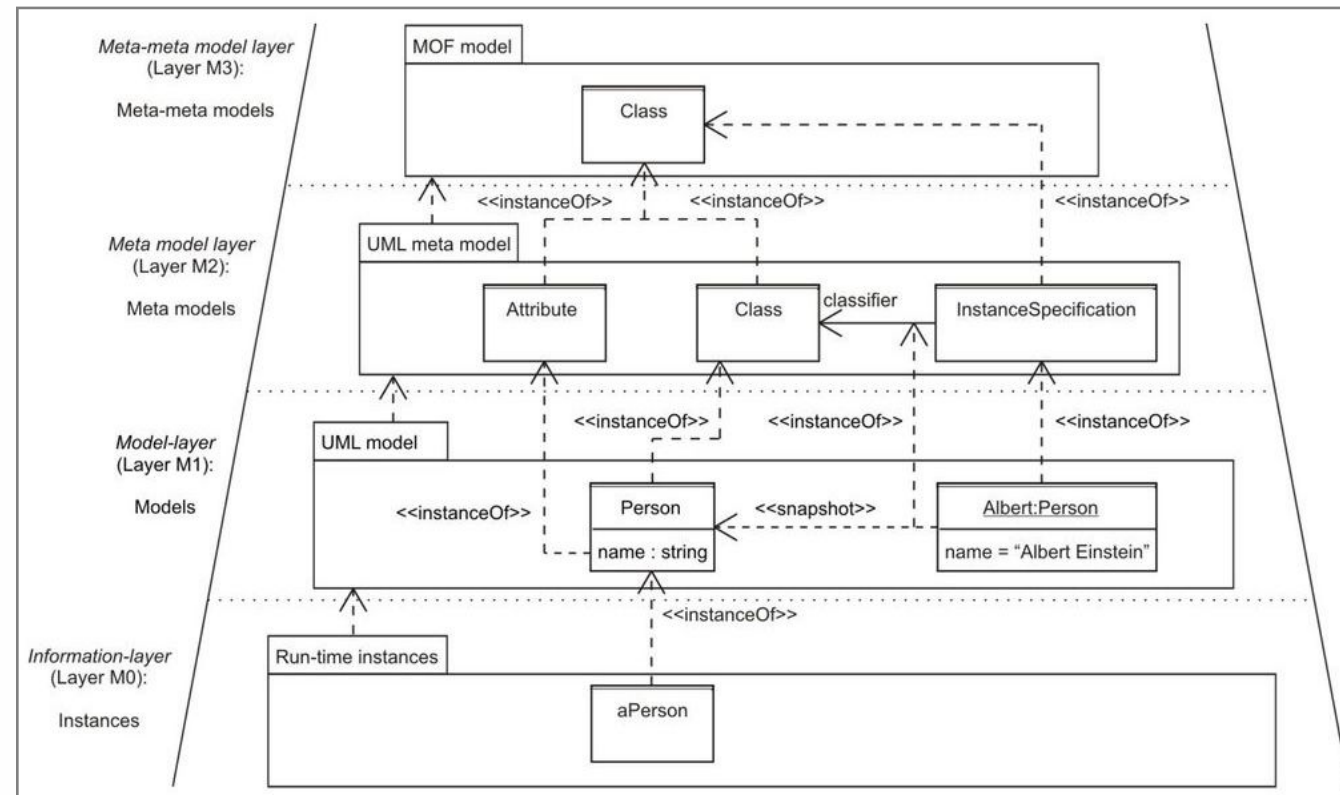 Meta-meta model layer
(Layer M3):
Meta-meta models
MOF model
Class
<<instanceOf>>
<<instanceOf>>
<<instanceOf>>
Meta model layer
(Layer M2):
Meta models
UML meta model
Attribute
Class
classifier
InstanceSpecification
<<instanceOf>>
<<instanceOf>>
<<instanceOf>>
Model-layer
(Layer M1):
Models
UML model
<<instanceOf>>
Person
name : string
<<snapshot>>
Albert:Person
name = “Albert Einstein”
<<instanceOf>>
Information-layer
(Layer M0):
Instances
Run-time instances
aPerson